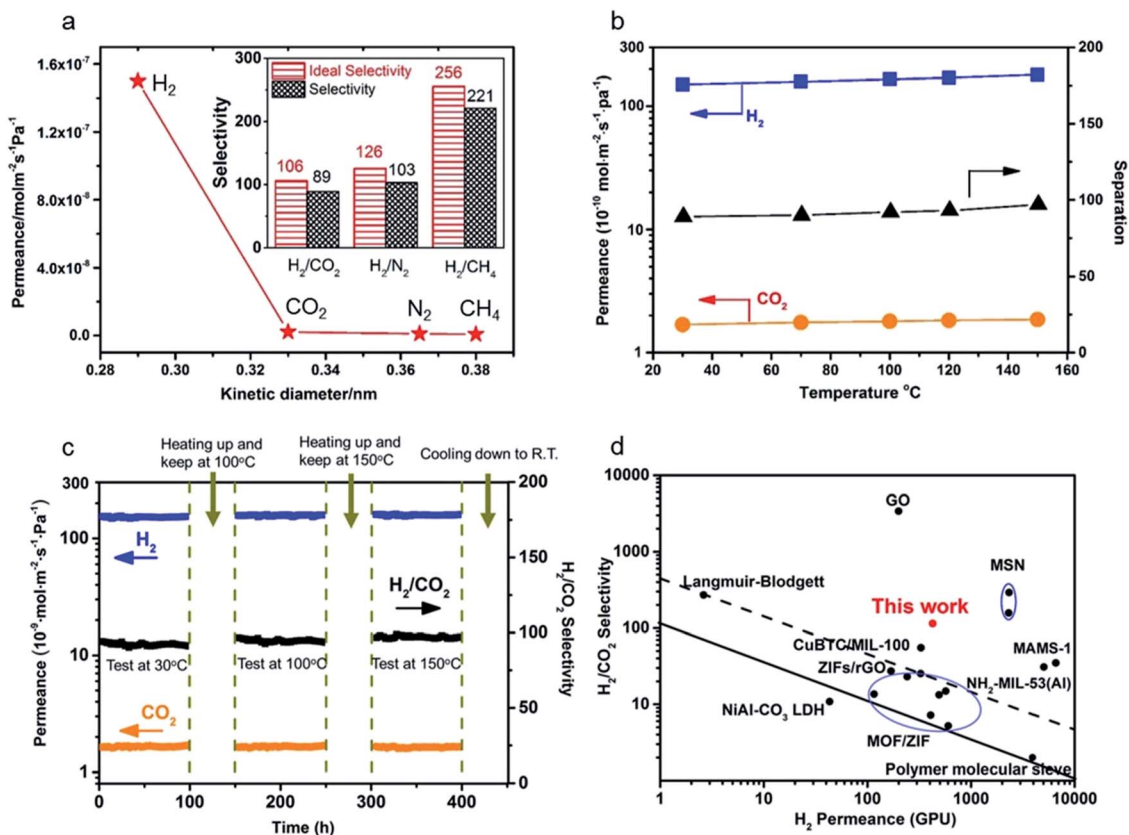 a
Permeance/molm⁻²s⁻¹Pa⁻¹
1.6x10⁻⁷
1.2x10⁻⁷
8.0x10⁻⁸
4.0x10⁻⁸
0.0
0.28 0.30 0.32 0.34 0.36 0.38
Kinetic diameter/nm
H₂
CO₂
N₂
CH₄
Selectivity
300
200
100
0
Ideal Selectivity
Selectivity
106
89
126
103
256
221
H₂/CO₂
H₂/N₂
H₂/CH₄
b
Permeance (10⁻¹⁰ mol·m⁻²·s⁻¹·pa⁻¹)
300
100
10
1
20 40 60 80 100 120 140 160
Temperature °C
200
150
100
50
0
Separation
H₂
CO₂
c
Heating up and
keep at 100°C
Heating up and
keep at 150°C
Cooling down to R.T.
Permeance (10⁻⁹·mol·m⁻²·s⁻¹·Pa⁻¹)
300
100
10
1
0 100 200 300 400
Time (h)
200
150
100
50
0
H₂/CO₂ Selectivity
H₂
H₂/CO₂
Test at 30°C
Test at 100°C
Test at 150°C
CO₂
d
H₂/CO₂ Selectivity
10000
1000
100
10
1 10 100 1000 10000
H₂ Permeance (GPU)
GO
MSN
Langmuir-Blodgett
This work
CuBTC/MIL-100
MAMS-1
ZIFs/rGO
NH₂-MIL-53(Al)
NiAl-CO₃ LDH
MOF/ZIF
Polymer molecular sieve